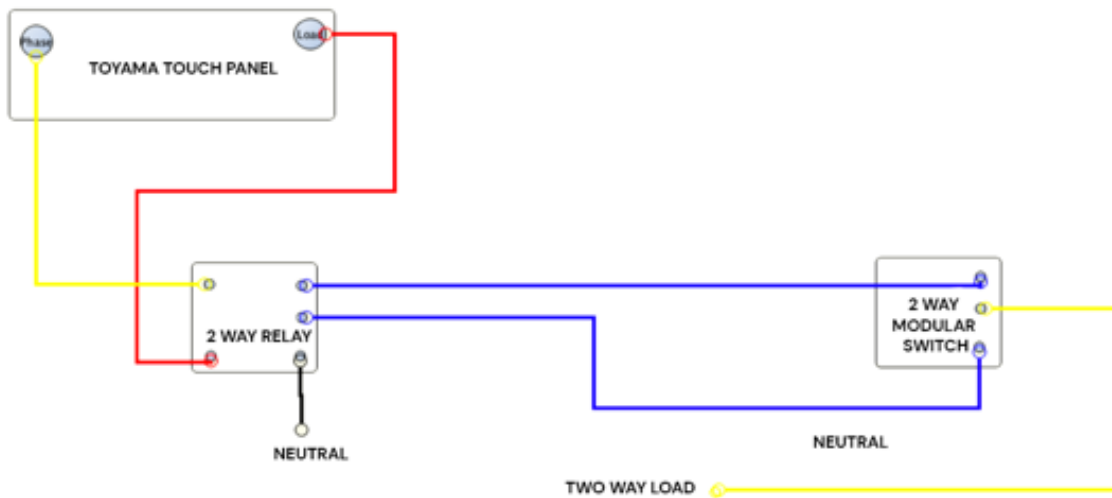 Phase
Load
TOYAMA TOUCH PANEL
2 WAY RELAY
2 WAY
MODULAR
SWITCH
NEUTRAL
NEUTRAL
TWO WAY LOAD